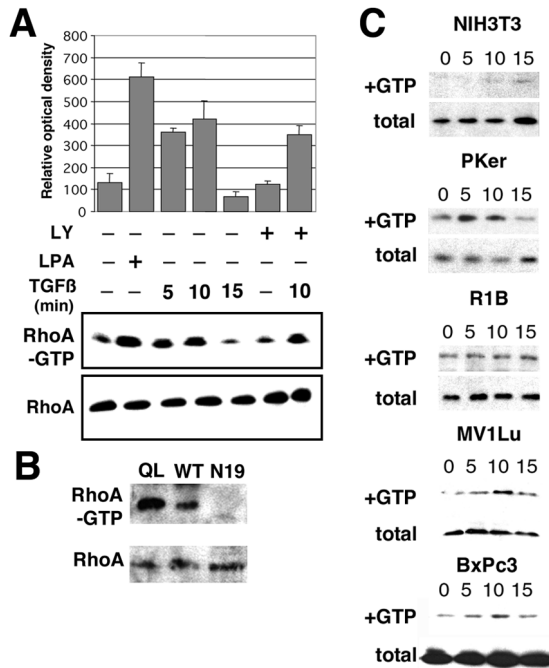 A
Relative optical density
800
700
600
500
400
300
200
100
0
LY – – – – – + +
LPA – + – – – – –
TGFß (min) – – 5 10 15 – 10
RhoA
-GTP
RhoA
B
QL WT N19
RhoA
-GTP
RhoA
C
NIH3T3
0 5 10 15
+GTP
total
PKer
0 5 10 15
+GTP
total
R1B
0 5 10 15
+GTP
total
MV1Lu
0 5 10 15
+GTP
total
BxPc3
0 5 10 15
+GTP
total